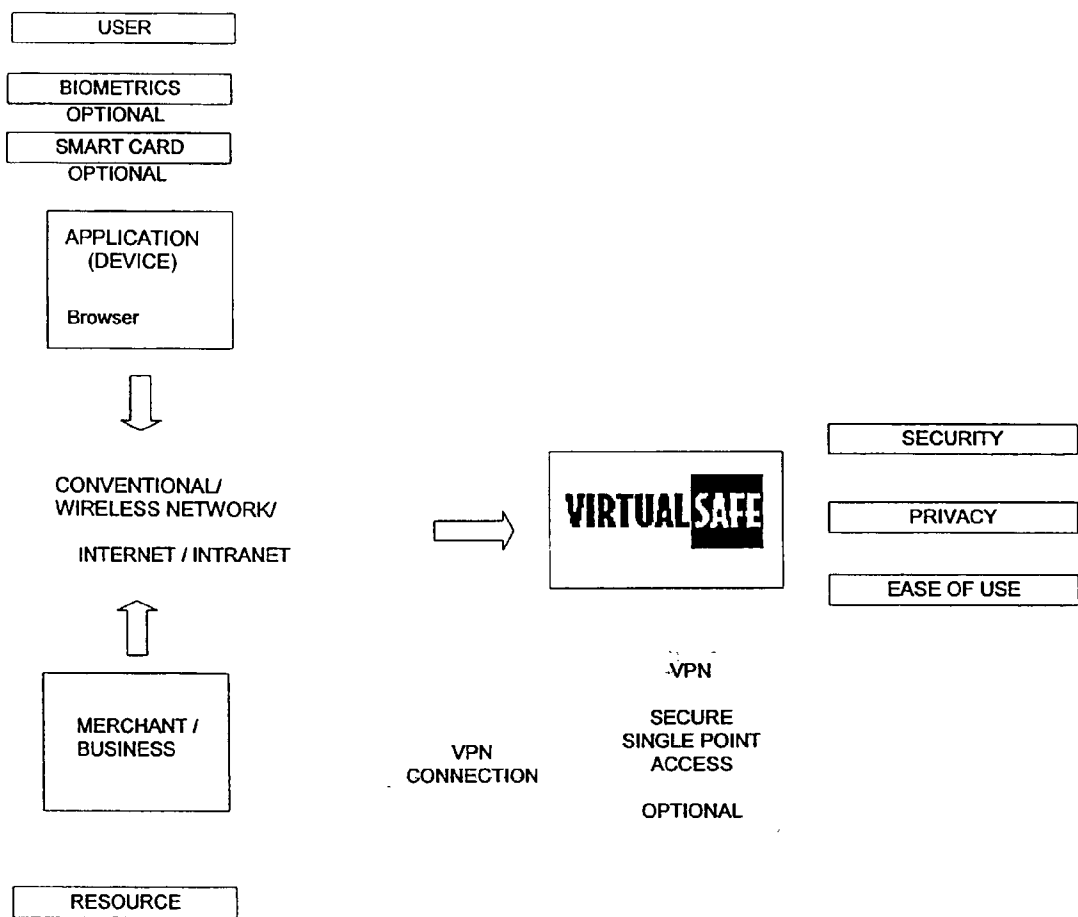 USER
BIOMETRICS
OPTIONAL
SMART CARD
OPTIONAL
APPLICATION
(DEVICE)
Browser
CONVENTIONAL/
WIRELESS NETWORK/
INTERNET / INTRANET
MERCHANT /
BUSINESS
RESOURCE
VPN
CONNECTION
VIRTUALSAFE
VPN
SECURE
SINGLE POINT
ACCESS
OPTIONAL
SECURITY
PRIVACY
EASE OF USE